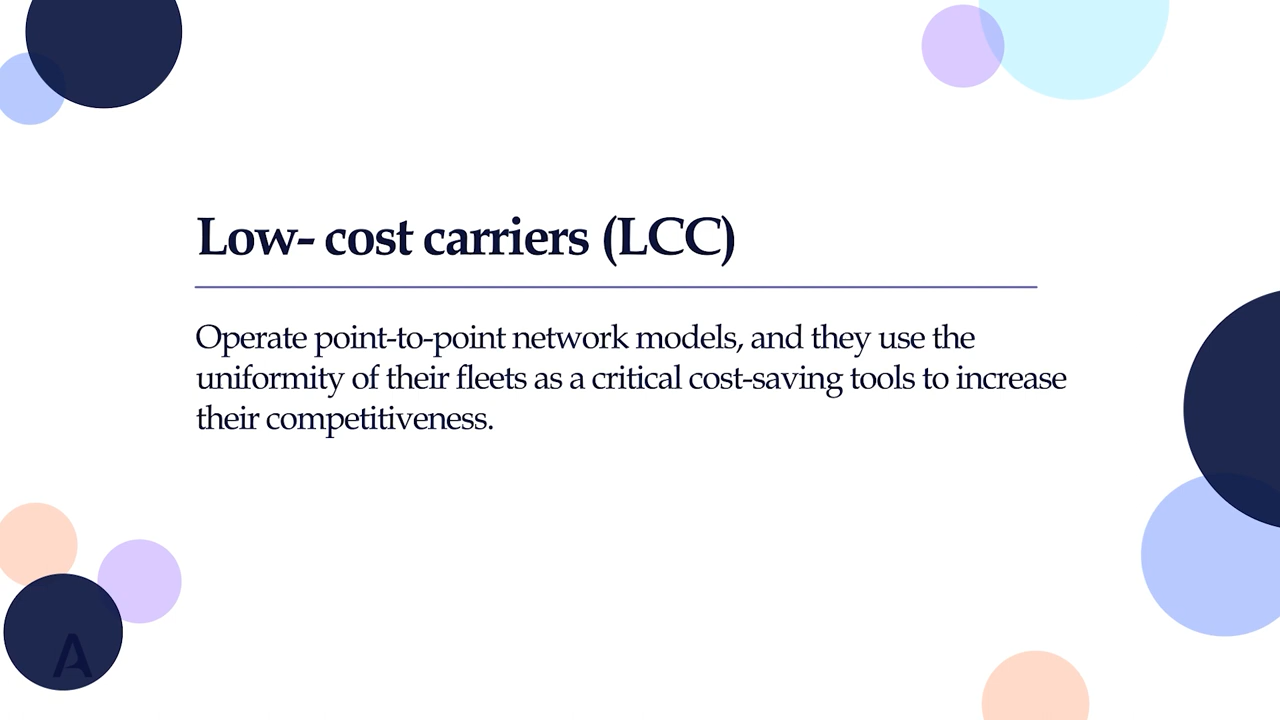 Low- cost carriers (LCC)
Operate point-to-point network models, and they use the
uniformity of their fleets as a critical cost-saving tools to increase
their competitiveness.
A